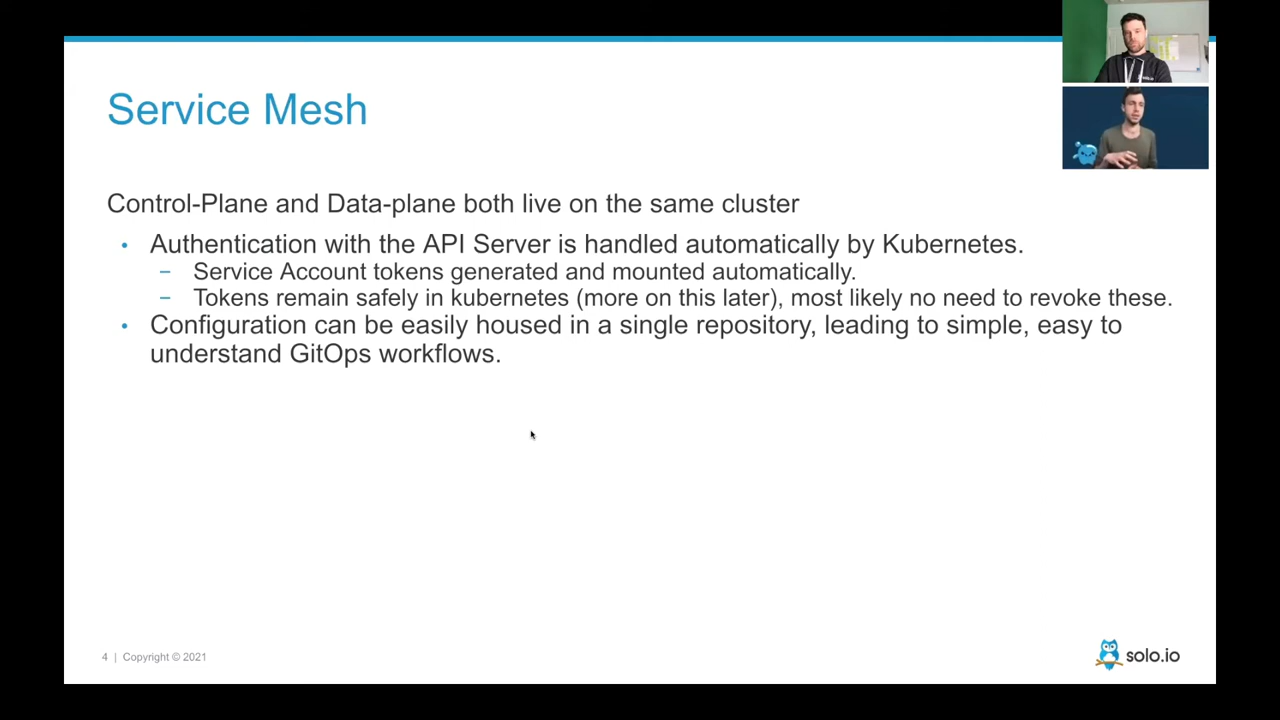 Service Mesh
Control-Plane and Data-plane both live on the same cluster
• Authentication with the API Server is handled automatically by Kubernetes.
− Service Account tokens generated and mounted automatically.
− Tokens remain safely in kubernetes (more on this later), most likely no need to revoke these.
• Configuration can be easily housed in a single repository, leading to simple, easy to
understand GitOps workflows.
4 | Copyright © 2021
solo.io